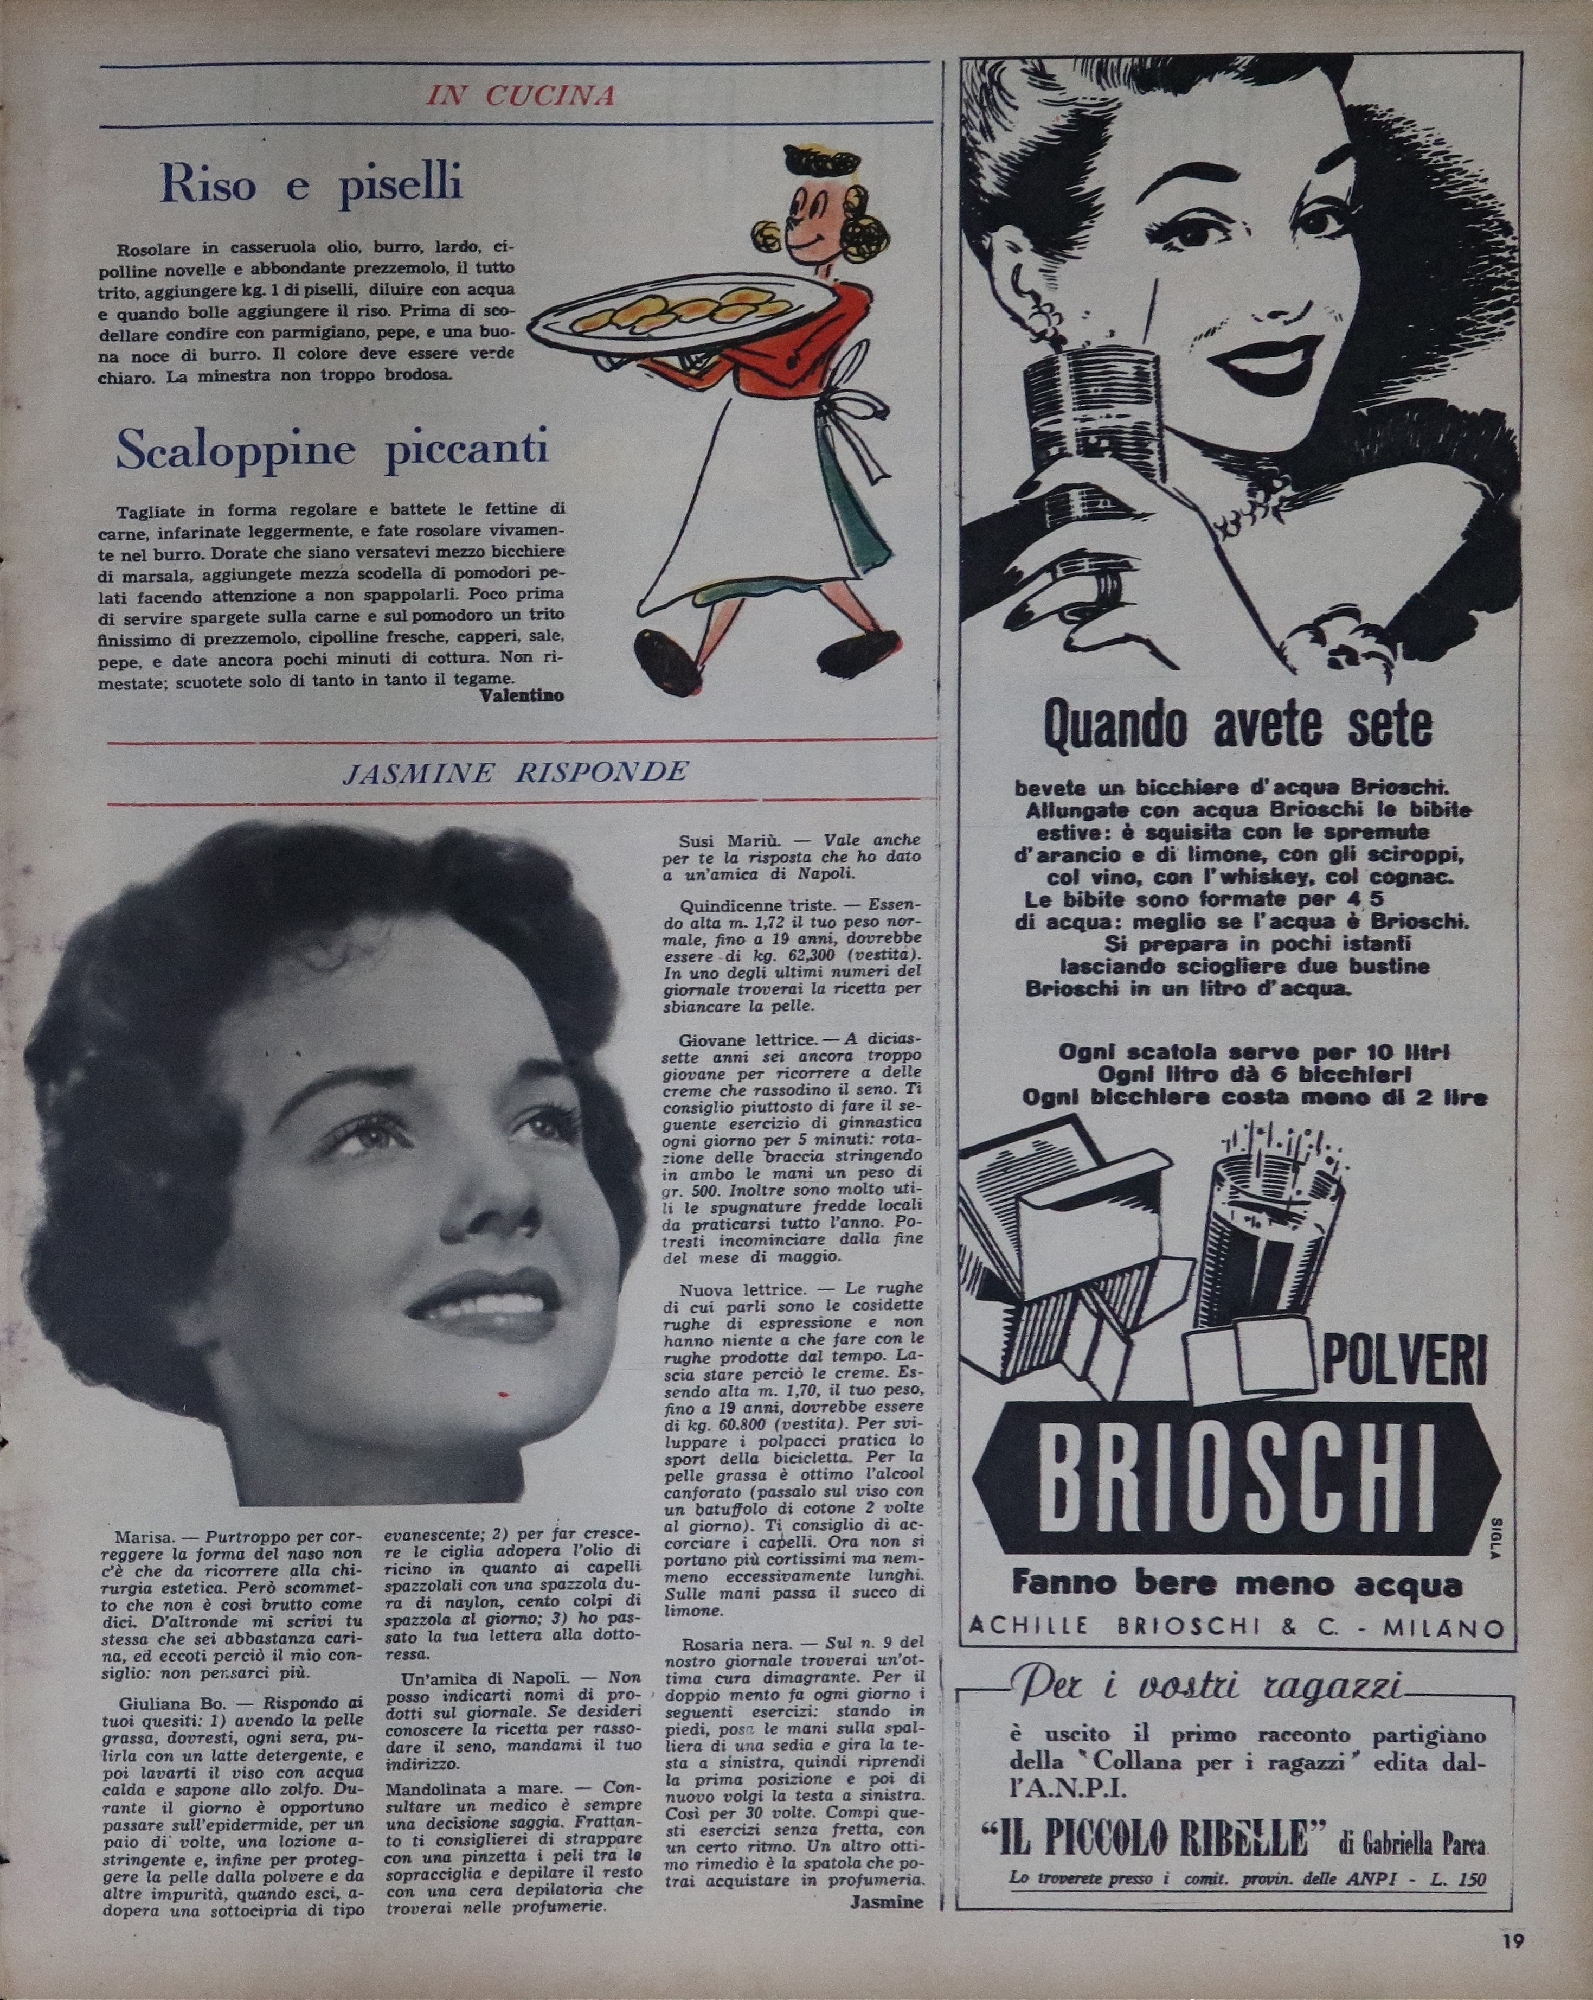 IN CUCINA
Riso e piselli
Rosolare in casseruola olio, burro, lardo, ci-
polline novelle e abbondante prezzemolo, il tutto
trito, aggiungere kg. 1 di piselli, diluire con acqua
e quando bolle aggiungere il riso. Prima di sco-
dellare condire con parmigiano, pepe, e una buo-
na noce di burro. Il colore deve essere verde
chiaro. La minestra non troppo brodosa.
Scaloppine piccanti
Tagliate in forma regolare e battete le fettine di
carne, infarinate leggermente, e fate rosolare vivamen-
te nel burro. Dorate che siano versatevi mezzo bicchiere
di marsala, aggiungete mezza scodella di pomodori pe-
lati facendo attenzione a non spappolarli. Poco prima
di servire spargete sulla carne e sul pomodoro un trito
finissimo di prezzemolo, cipolline fresche, capperi, sale,
pepe, e date ancora pochi minuti di cottura. Non ri-
mestate; scuotete solo di tanto in tanto il tegame.
Valentino
JASMINE RISPONDE
Marisa. — Purtroppo per cor-
reggere la forma del naso non
c'è che da ricorrere alla chi-
rurgia estetica. Però scommet-
to che non è così brutto come
dici. D'altronde mi scrivi tu
stessa che sei abbastanza cari-
na, ed eccoti perciò il mio con-
siglio: non pensarci più.
Giuliana Bo. — Rispondo ai
tuoi quesiti: 1) avendo la pelle
grassa, dovresti, ogni sera, pu-
lirla con un latte detergente, e
poi lavarti il viso con acqua
calda e sapone allo zolfo. Du-
rante il giorno è opportuno
passare sull'epidermide, per un
paio di volte, una lozione a-
stringente e, infine per proteg-
gere la pelle dalla polvere e da
altre impurità, quando esci, a-
dopera una sottocipria di tipo
evanescente; 2) per far cresce-
re le ciglia adopera l'olio di
ricino in quanto ai capelli
spazzolali con una spazzola du-
ra di naylon, cento colpi di
spazzola al giorno; 3) ho pas-
sato la tua lettera alla dotto-
ressa.
Un'amica di Napoli. — Non
posso indicarti nomi di pro-
dotti sul giornale. Se desideri
conoscere la ricetta per rasso-
dare il seno, mandami il tuo
indirizzo.
Mandolinata a mare. — Con-
sultare un medico è sempre
una decisione saggia. Frattan-
to ti consiglierei di strappare
con una pinzetta i peli tra le
sopracciglia e depilare il resto
con una cera depilatoria che
troverai nelle profumerie.
Susi Mariù. — Vale anche
per te la risposta che ho dato
a un'amica di Napoli.
Quindicenne triste. — Essen-
do alta m. 1,72 il tuo peso nor-
male, fino a 19 anni, dovrebbe
essere di kg. 62,300 (vestita).
In uno degli ultimi numeri del
giornale troverai la ricetta per
sbiancare la pelle.
Giovane lettrice. — A dicias-
sette anni sei ancora troppo
giovane per ricorrere a delle
creme che rassodino il seno. Ti
consiglio piuttosto di fare il se-
guente esercizio di ginnastica
ogni giorno per 5 minuti: rota-
zione delle braccia stringendo
in ambo le mani un peso di
gr. 500. Inoltre sono molto uti-
li le spugnature fredde locali
da praticarsi tutto l'anno. Po-
tresti incominciare dalla fine
del mese di maggio.
Nuova lettrice. — Le rughe
di cui parli sono le cosidette
rughe di espressione e non
hanno niente a che fare con le
rughe prodotte dal tempo. La-
scia stare perciò le creme. Es-
sendo alta m. 1,70, il tuo peso,
fino a 19 anni, dovrebbe essere
di kg. 60.800 (vestita). Per svi-
luppare i polpacci pratica lo
sport della bicicletta. Per la
pelle grassa è ottimo l'alcool
canforato (passalo sul viso con
un batuffolo di cotone 2 volte
al giorno). Ti consiglio di ac-
corciare i capelli. Ora non si
portano più cortissimi ma nem-
meno eccessivamente lunghi.
Sulle mani passa il succo di
limone.
Rosaria nera. — Sul n. 9 del
nostro giornale troverai un'ot-
tima cura dimagrante. Per il
doppio mento fa ogni giorno i
seguenti esercizi: stando in
piedi, posa le mani sulla spal-
liera di una sedia e gira la te-
sta a sinistra, quindi riprendi
la prima posizione e poi di
nuovo volgi la testa a sinistra.
Così per 30 volte. Compi que-
sti esercizi senza fretta, con
un certo ritmo. Un altro otti-
mo rimedio è la spatola che po-
trai acquistare in profumeria.
Jasmine
Quando avete sete
bevete un bicchiere d'acqua Brioschi.
Allungate con acqua Brioschi le bibite
estive: è squisita con le spremute
d'arancio e di limone, con gli sciroppi,
col vino, con l'whiskey, col cognac.
Le bibite sono formate per 4 5
di acqua: meglio se l'acqua è Brioschi.
Si prepara in pochi istanti
lasciando sciogliere due bustine
Brioschi in un litro d'acqua.
Ogni scatola serve per 10 litri
Ogni litro dà 6 bicchieri
Ogni bicchiere costa meno di 2 lire
POLVERI
BRIOSCHI
SIGLA
Fanno bere meno acqua
ACHILLE BRIOSCHI & C. - MILANO
Per i vostri ragazzi
è uscito il primo racconto partigiano
della "Collana per i ragazzi" edita dal-
l'A.N.P.I.
"IL PICCOLO RIBELLE" di Gabriella Parca
Lo troverete presso i comit. provin. delle ANPI - L. 150
19